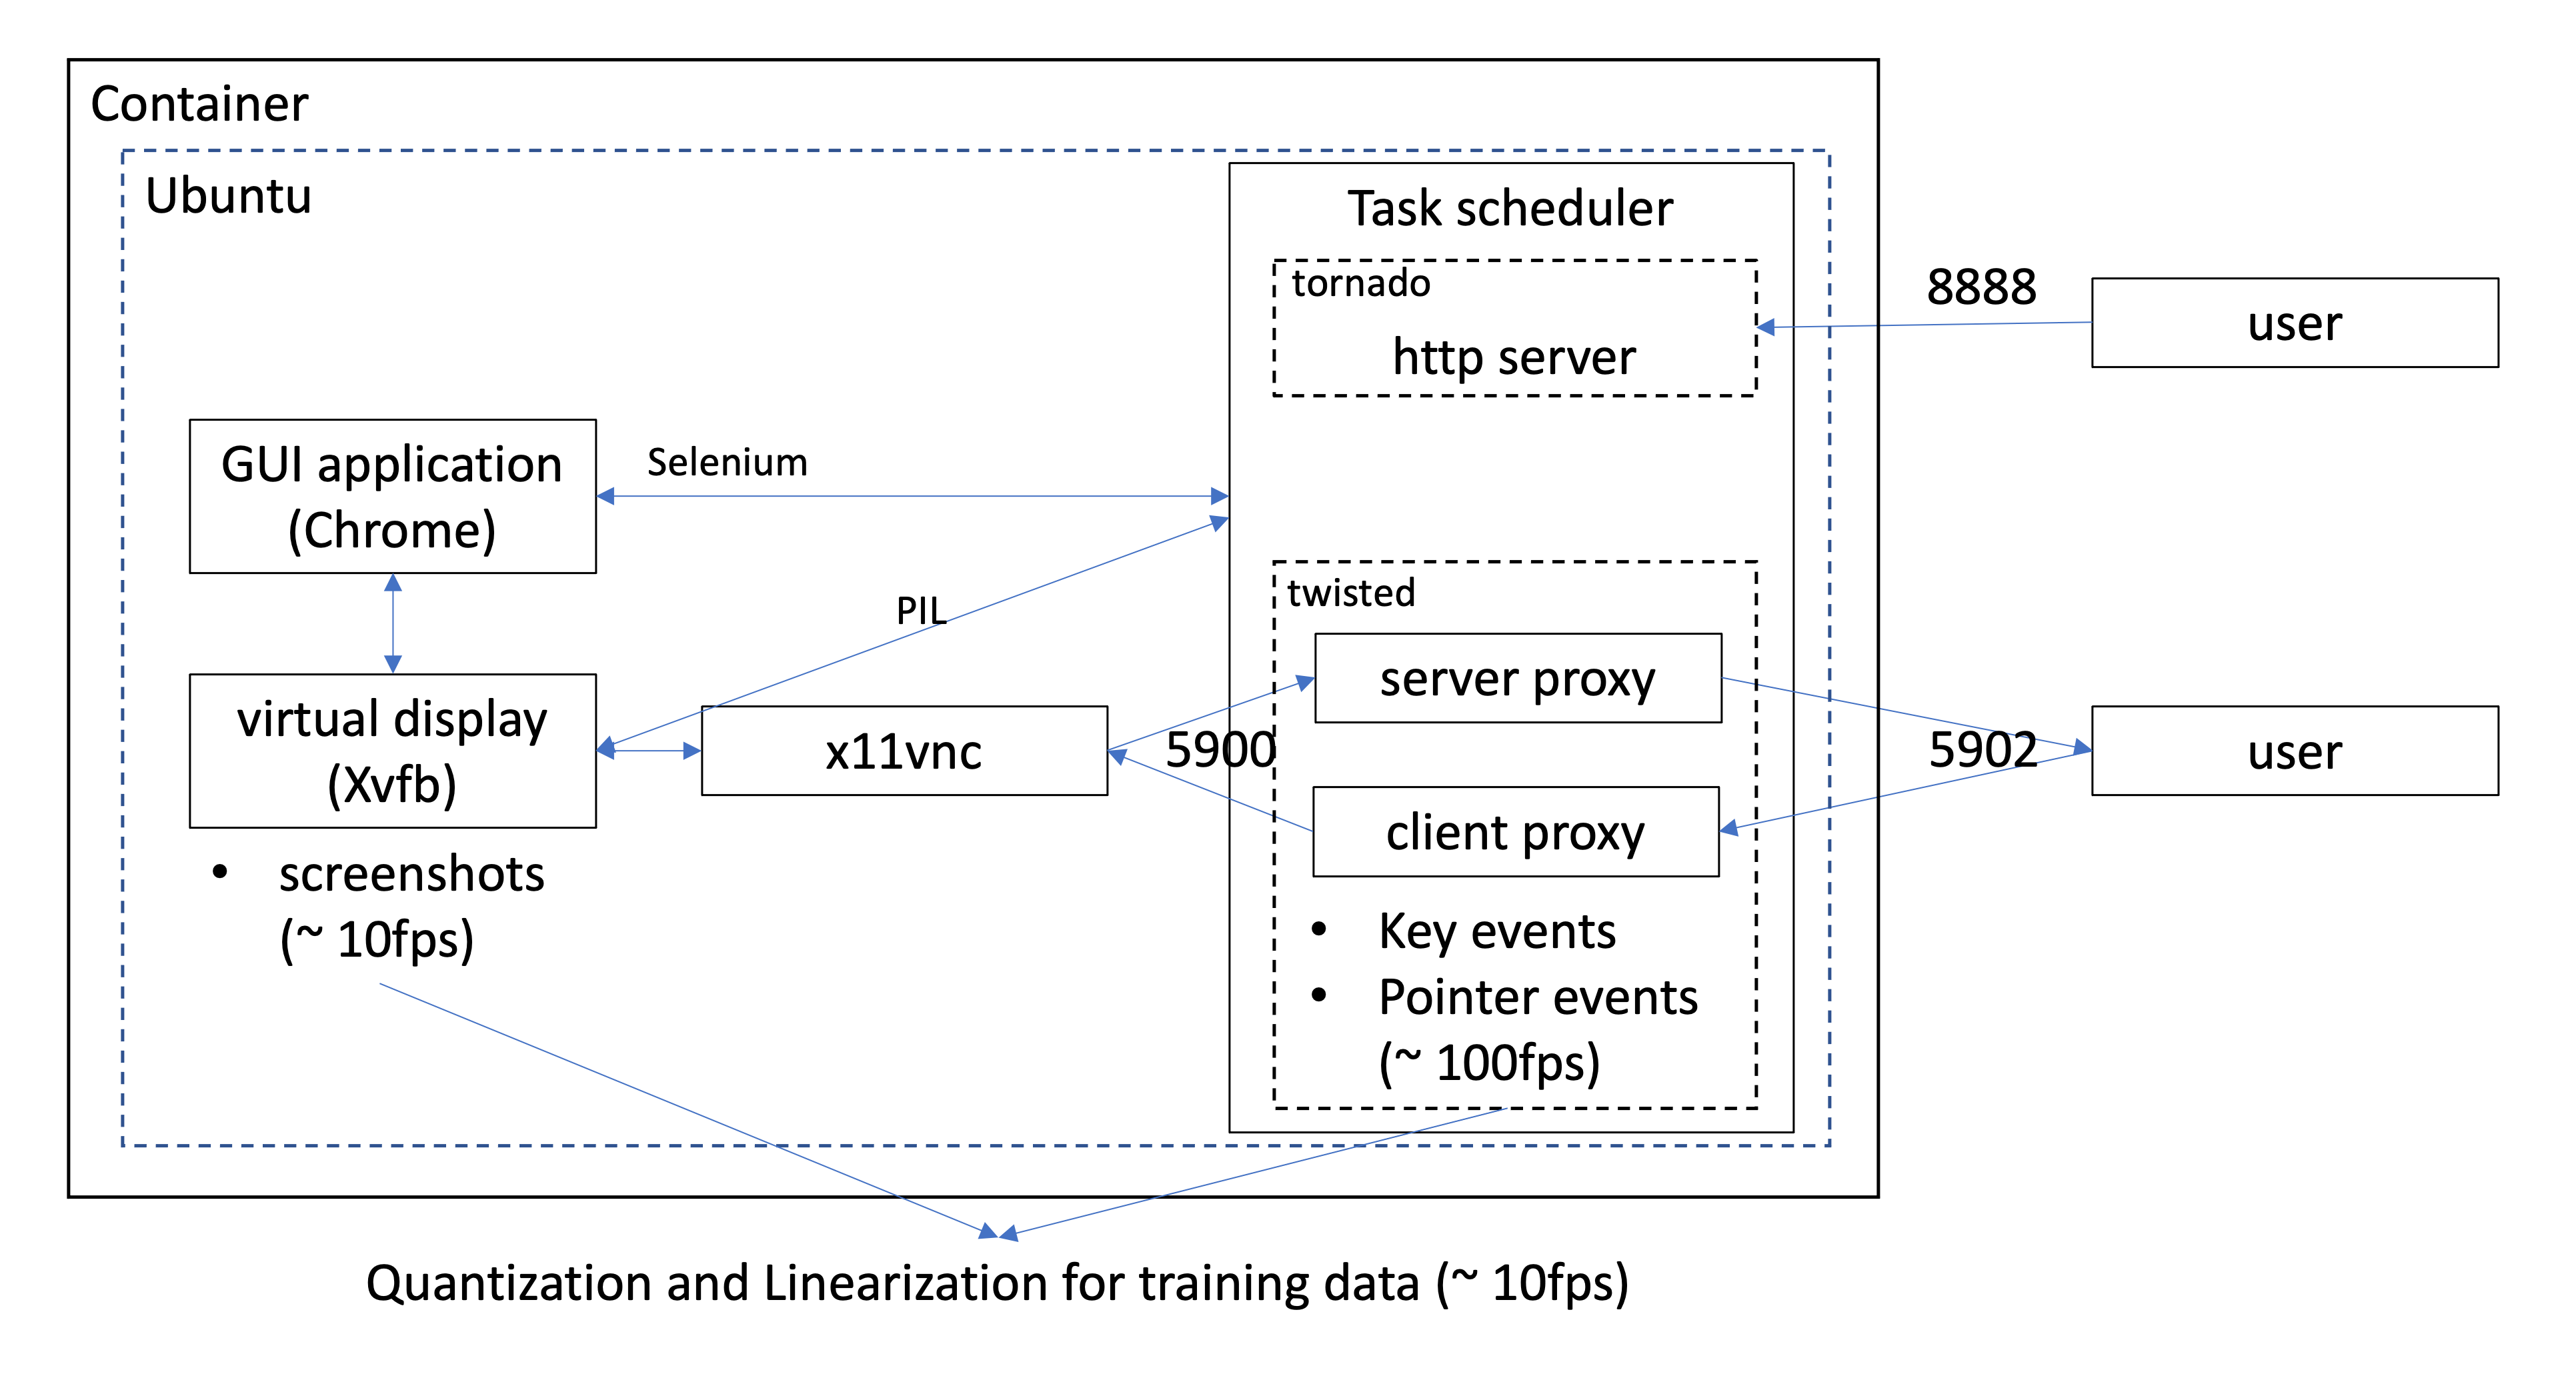 Container
Ubuntu
Task scheduler
tornado
http server
8888
user
GUI application
(Chrome)
Selenium
PIL
twisted
server proxy
virtual display
(Xvfb)
x11vnc
5900
5902
user
client proxy
• screenshots
(~ 10fps)
• Key events
• Pointer events
(~ 100fps)
Quantization and Linearization for training data (~ 10fps)